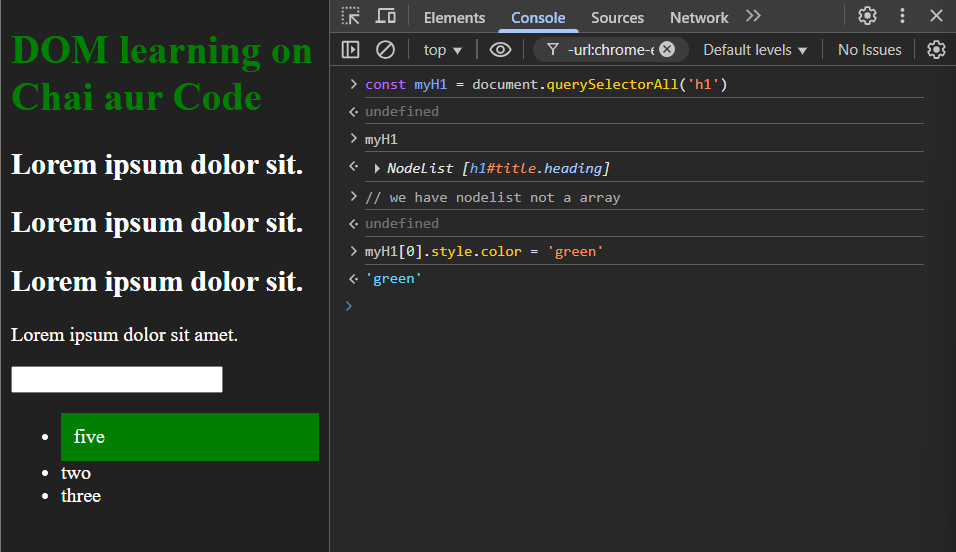 DOM learning on
Chai aur Code
Lorem ipsum dolor sit.
Lorem ipsum dolor sit.
Lorem ipsum dolor sit.
Lorem ipsum dolor sit amet.
five
two
three
Elements Console Sources Network
top -url:chrome-e Default levels No Issues
const myH1 = document.querySelectorAll('h1')
undefined
myH1
NodeList [h1#title.heading]
// we have nodelist not a array
undefined
myH1[0].style.color = 'green'
'green'